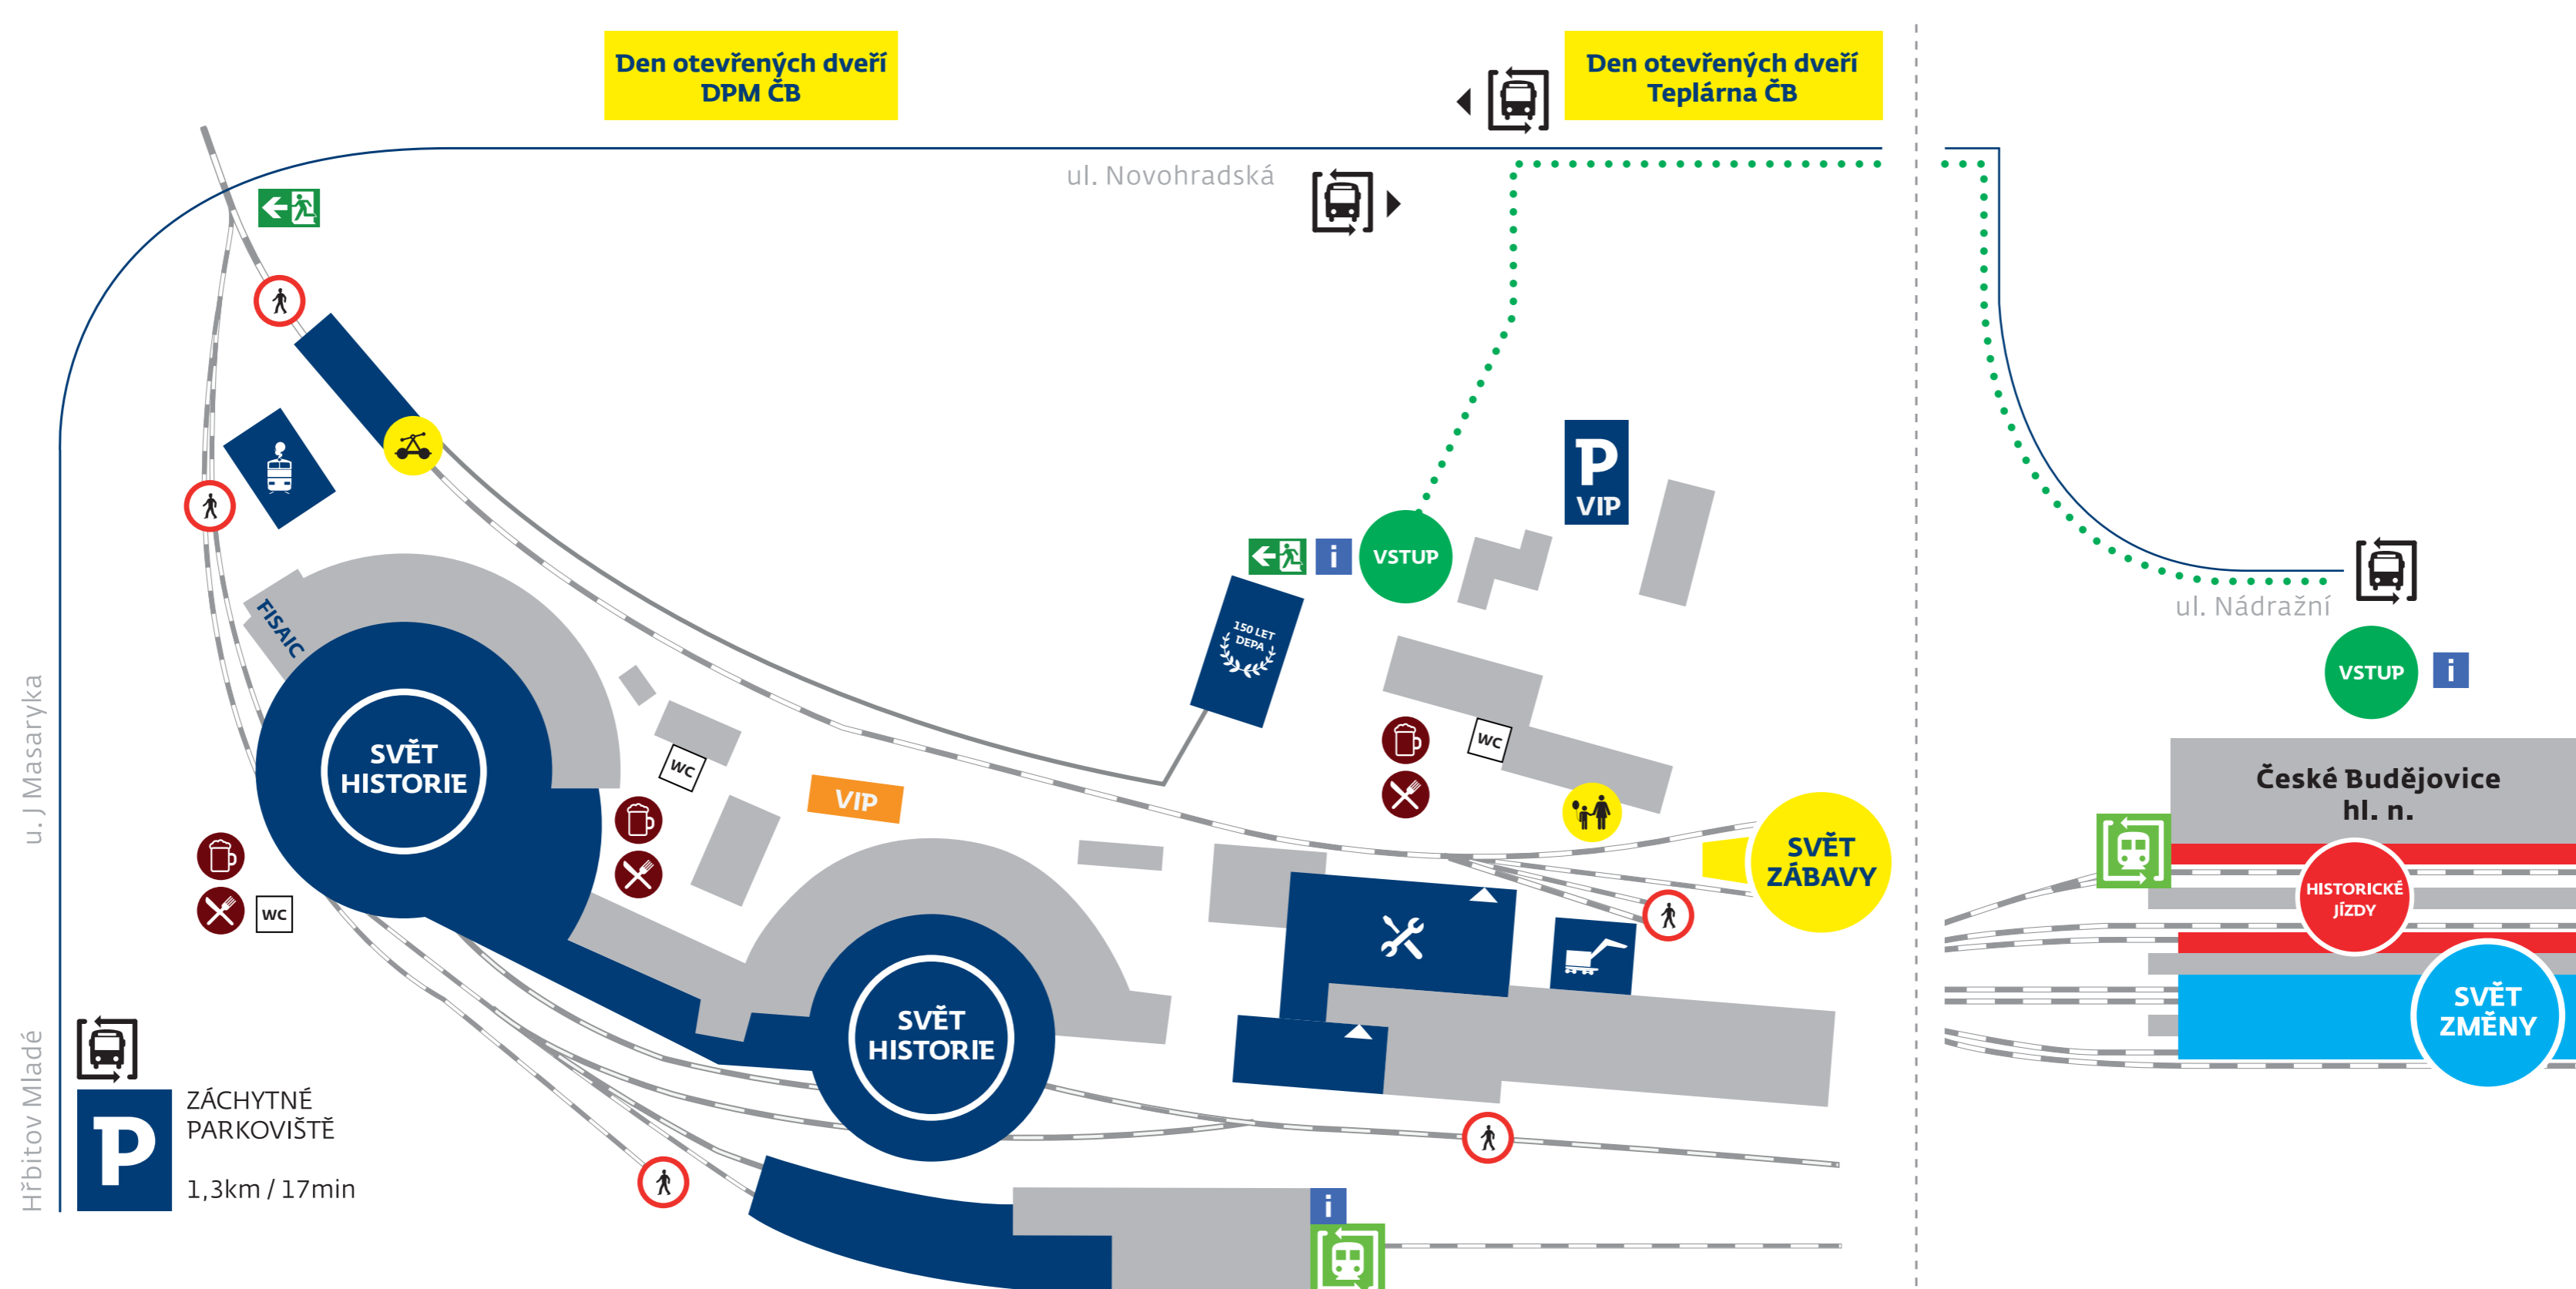 Den otevřených dveří
DPM ČB
Den otevřených dveří
Teplárna ČB
ul. Novohradská
P
VIP
i
VSTUP
150 LET
DEPA
ul. Nádražní
VSTUP
i
FISAIC
u. J Masaryka
SVĚT
HISTORIE
WC
VIP
WC
SVĚT
ZÁBAVY
České Budějovice
hl. n.
HISTORICKÉ
JÍZDY
WC
SVĚT
HISTORIE
SVĚT
ZMĚNY
Hřbitov Mladé
P
ZÁCHYTNÉ
PARKOVIŠTĚ
1,3km / 17min
i